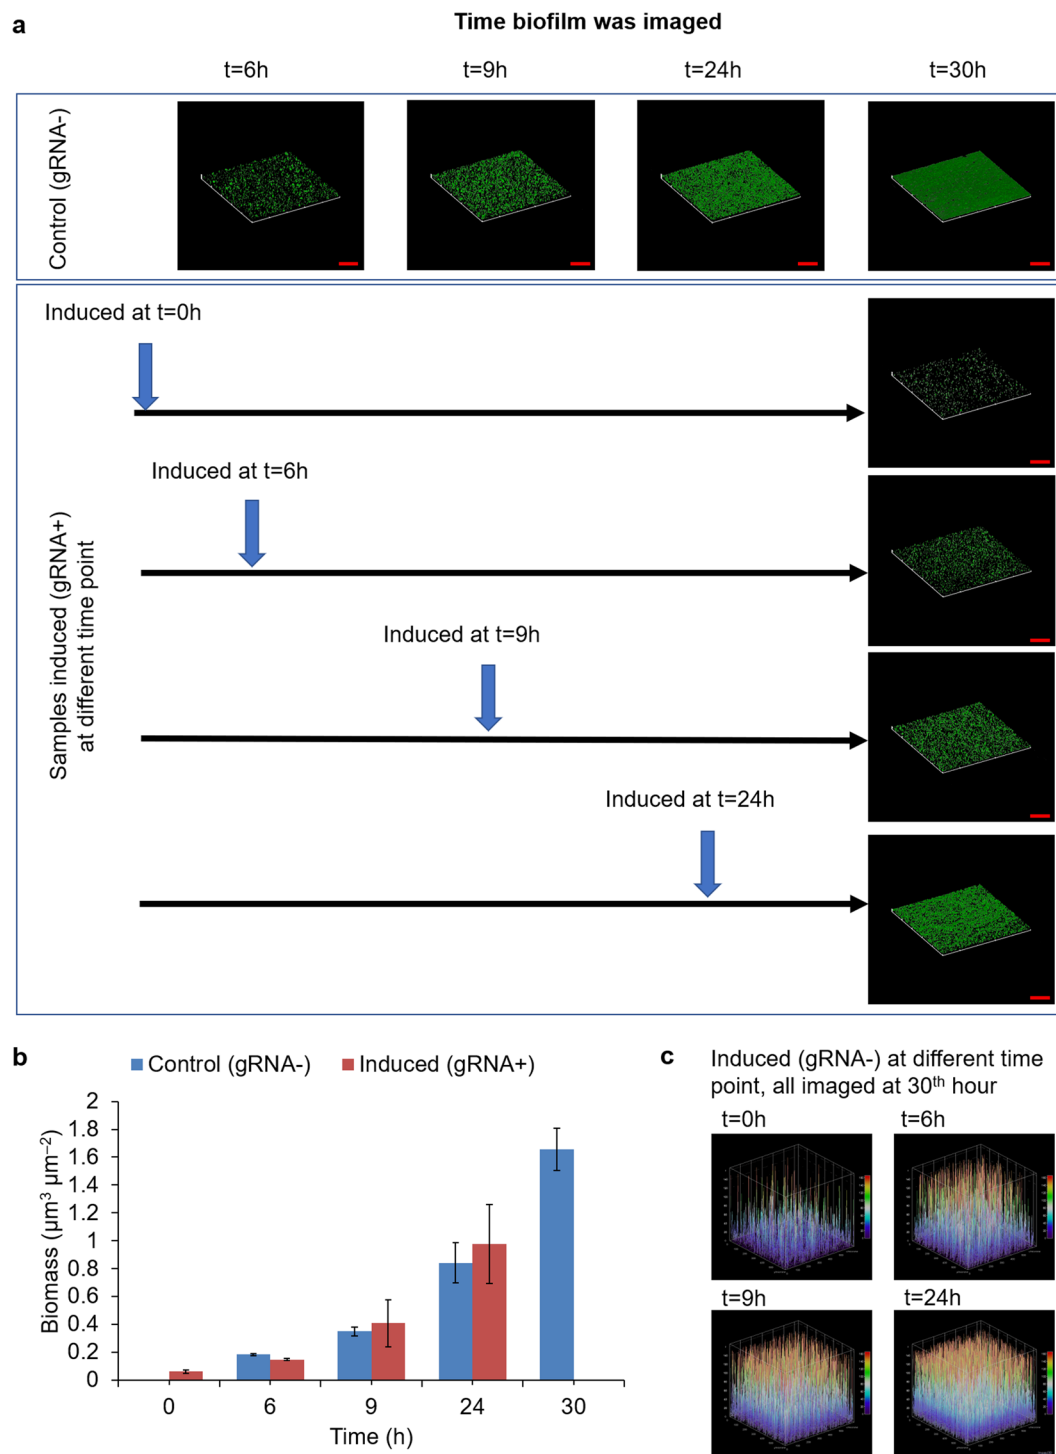 a
Time biofilm was imaged
t=6h
t=9h
t=24h
t=30h
Control (gRNA-)
Induced at t=0h
Induced at t=6h
Induced at t=9h
Induced at t=24h
Samples induced (gRNA+)
at different time point
b
Control (gRNA-)
Induced (gRNA+)
Biomass (µm³ µm⁻²)
2
1.8
1.6
1.4
1.2
1
0.8
0.6
0.4
0.2
0
0
6
9
24
30
Time (h)
c
Induced (gRNA-) at different time
point, all imaged at 30th hour
t=0h
t=6h
t=9h
t=24h